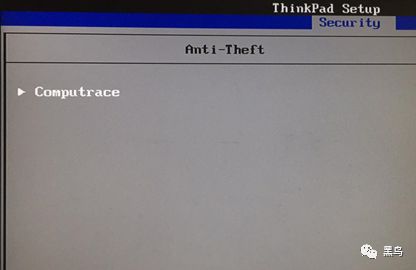 ThinkPad Setup
Security
Anti-Theft
▶ Computrace
黑鸟